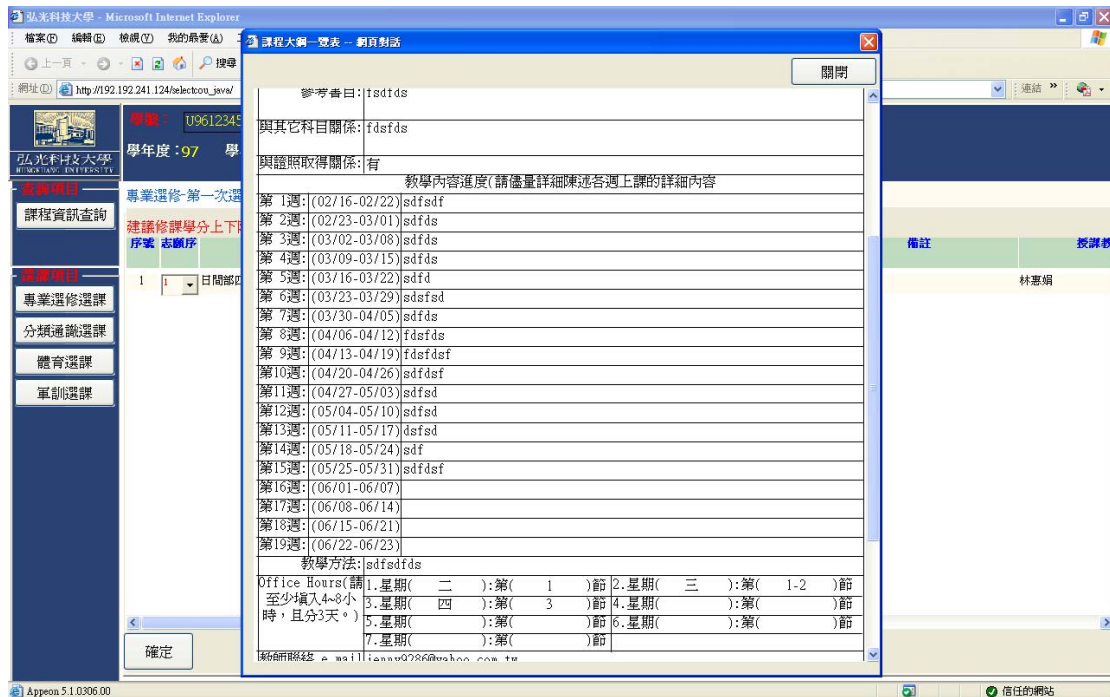 弘光科技大學 - Microsoft Internet Explorer
檔案(F) 編輯(E) 檢視(V) 我的最愛(A)
上一頁 搜尋 連結
網址(D) http://192.192.241.124/selectcou_java/
弘光科技大學
HUNGKUANG UNIVERSITY
學號： U9612345
學年度：97 學
查詢項目
課程資訊查詢
選課項目
專業選修選課
分類通識選課
體育選課
軍訓選課
專業選修-第一次選
建議修課學分上下限
序號 志願序 備註 授課教
1 1 日間部四 林惠娟
確定
課程大綱一覽表 -- 網頁對話
關閉
參考書目: fsdfds
與其它科目關係: fdsfds
與證照取得關係: 有
教學內容進度(請儘量詳細陳述各週上課的詳細內容
第 1週: (02/16-02/22) sdfsdf
第 2週: (02/23-03/01) sdfds
第 3週: (03/02-03/08) sdfds
第 4週: (03/09-03/15) sdfds
第 5週: (03/16-03/22) sdfd
第 6週: (03/23-03/29) sdsfsd
第 7週: (03/30-04/05) sdfds
第 8週: (04/06-04/12) fdsfds
第 9週: (04/13-04/19) fdsfdsf
第10週: (04/20-04/26) sdfdsf
第11週: (04/27-05/03) sdfsd
第12週: (05/04-05/10) sdfsd
第13週: (05/11-05/17) dsfsd
第14週: (05/18-05/24) sdf
第15週: (05/25-05/31) sdfdsf
第16週: (06/01-06/07)
第17週: (06/08-06/14)
第18週: (06/15-06/21)
第19週: (06/22-06/23)
教學方法: sdfsdfds
Office Hours(請至少填入4~8小時，且分3天。)
1.星期( 二 ):第( 1 )節 2.星期( 三 ):第( 1-2 )節
3.星期( 四 ):第( 3 )節 4.星期( ):第( )節
5.星期( ):第( )節 6.星期( ):第( )節
7.星期( ):第( )節
教師聯絡 e_mail jenny9286@yahoo.com.tw
Appeon 5.1.0306.00 信任的網站